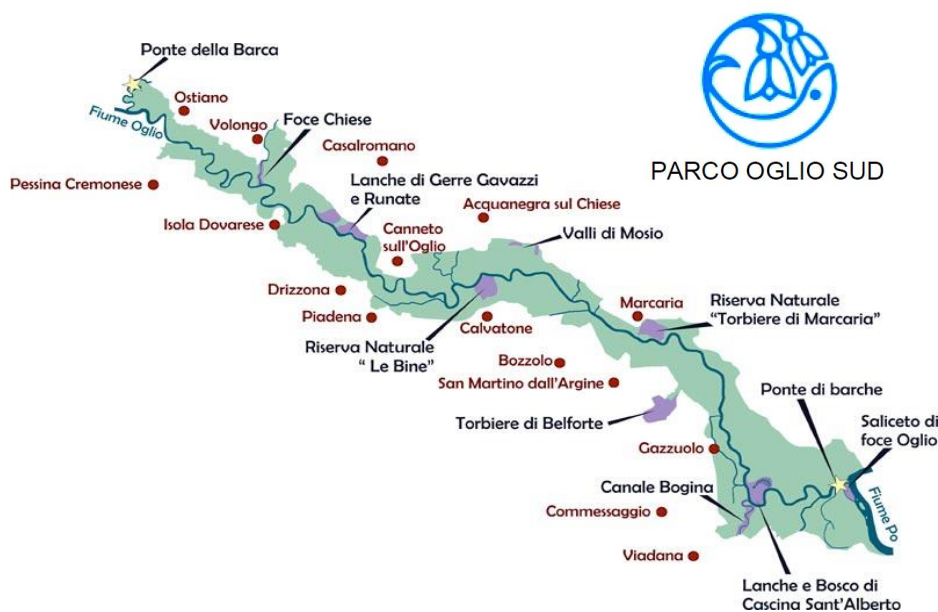 Ponte della Barca
PARCO OGLIO SUD
Ostiano
Fiume Oglio
Volongo
Foce Chiese
Casalromano
Pessina Cremonese
Lanche di Gerre Gavazzi
e Runate
Acquanegra sul Chiese
Isola Dovarese
Canneto
sull'Oglio
Valli di Mosio
Drizzona
Piadena
Marcaria
Riserva Naturale
"Torbiere di Marcaria"
Calvatone
Riserva Naturale
" Le Bine"
Bozzolo
San Martino dall'Argine
Ponte di barche
Torbiere di Belforte
Saliceto di
foce Oglio
Gazzuolo
Canale Bogina
Commessaggio
Fiume Po
Viadana
Lanche e Bosco di
Cascina Sant'Alberto